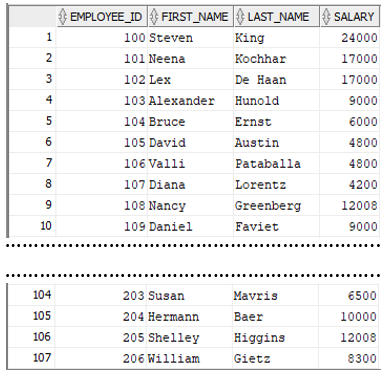 EMPLOYEE_ID FIRST_NAME LAST_NAME SALARY
1 100 Steven King 24000
2 101 Neena Kochhar 17000
3 102 Lex De Haan 17000
4 103 Alexander Hunold 9000
5 104 Bruce Ernst 6000
6 105 David Austin 4800
7 106 Valli Pataballa 4800
8 107 Diana Lorentz 4200
9 108 Nancy Greenberg 12008
10 109 Daniel Faviet 9000
104 203 Susan Mavris 6500
105 204 Hermann Baer 10000
106 205 Shelley Higgins 12008
107 206 William Gietz 8300